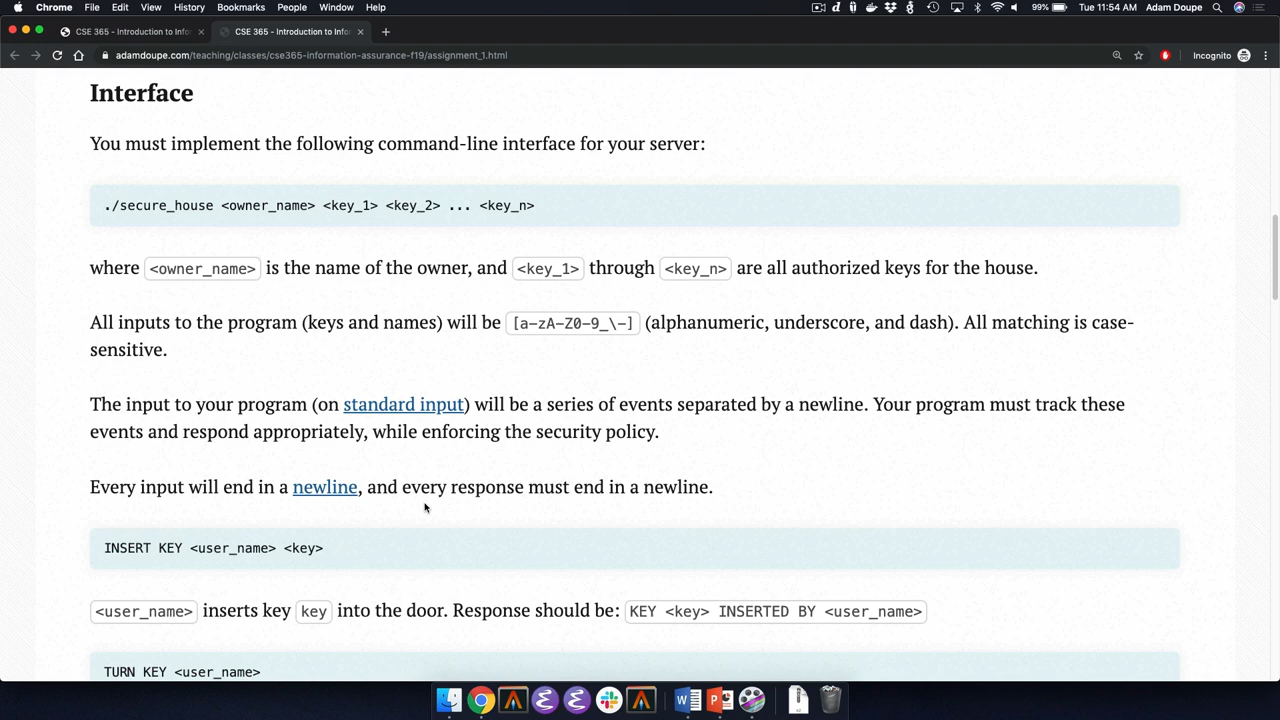 Chrome File Edit View History Bookmarks People Window Help 99% Tue 11:54 AM Adam Doupe
CSE 365 - Introduction to Infor CSE 365 - Introduction to Infor
adamdoupe.com/teaching/classes/cse365-information-assurance-f19/assignment_1.html Incognito
Interface
You must implement the following command-line interface for your server:
./secure_house <owner_name> <key_1> <key_2> ... <key_n>
where <owner_name> is the name of the owner, and <key_1> through <key_n> are all authorized keys for the house.
All inputs to the program (keys and names) will be [a-zA-Z0-9_\-] (alphanumeric, underscore, and dash). All matching is case-
sensitive.
The input to your program (on standard input) will be a series of events separated by a newline. Your program must track these
events and respond appropriately, while enforcing the security policy.
Every input will end in a newline, and every response must end in a newline.
INSERT KEY <user_name> <key>
<user_name> inserts key key into the door. Response should be: KEY <key> INSERTED BY <user_name>
TURN KEY <user_name>